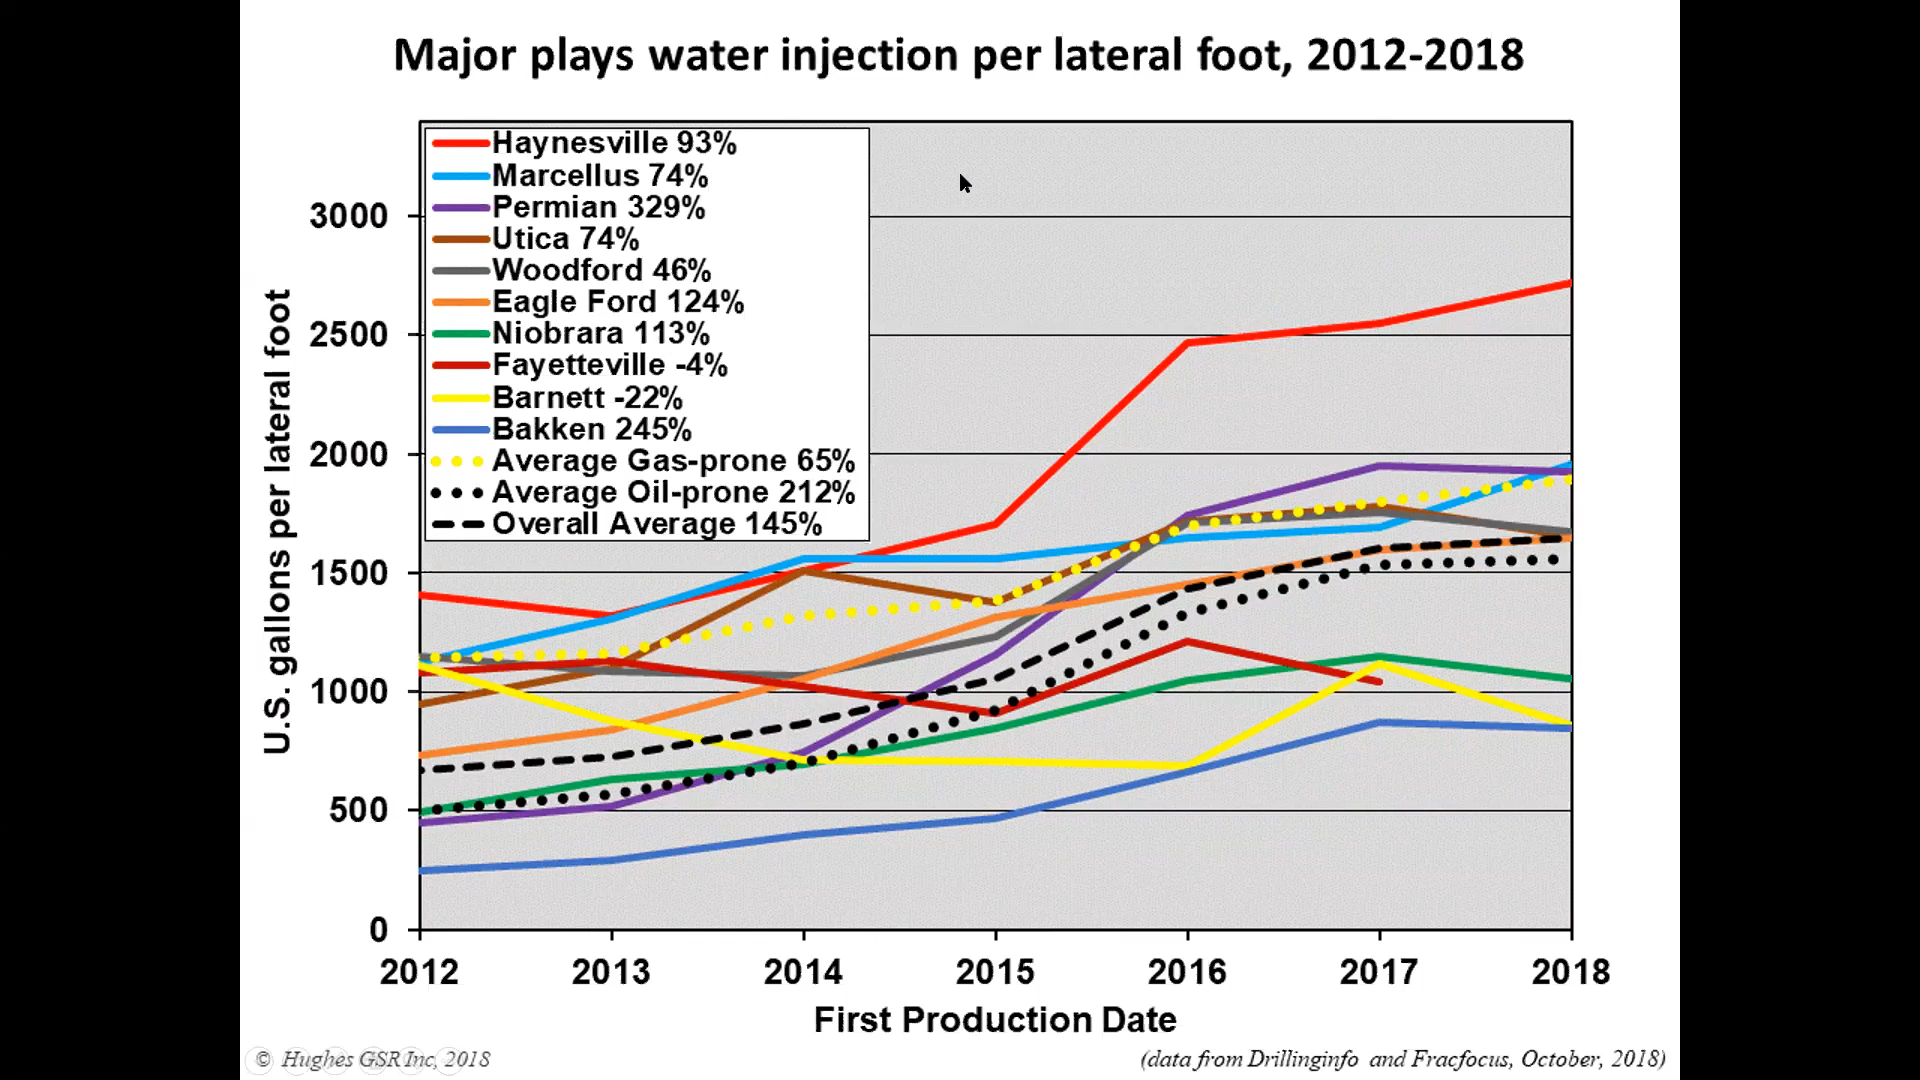 Major plays water injection per lateral foot, 2012-2018
Haynesville 93%
Marcellus 74%
Permian 329%
Utica 74%
Woodford 46%
Eagle Ford 124%
Niobrara 113%
Fayetteville -4%
Barnett -22%
Bakken 245%
Average Gas-prone 65%
Average Oil-prone 212%
Overall Average 145%
U.S. gallons per lateral foot
3000
2500
2000
1500
1000
500
0
2012 2013 2014 2015 2016 2017 2018
First Production Date
© Hughes GSR Inc, 2018
(data from Drillinginfo and Fracfocus, October, 2018)